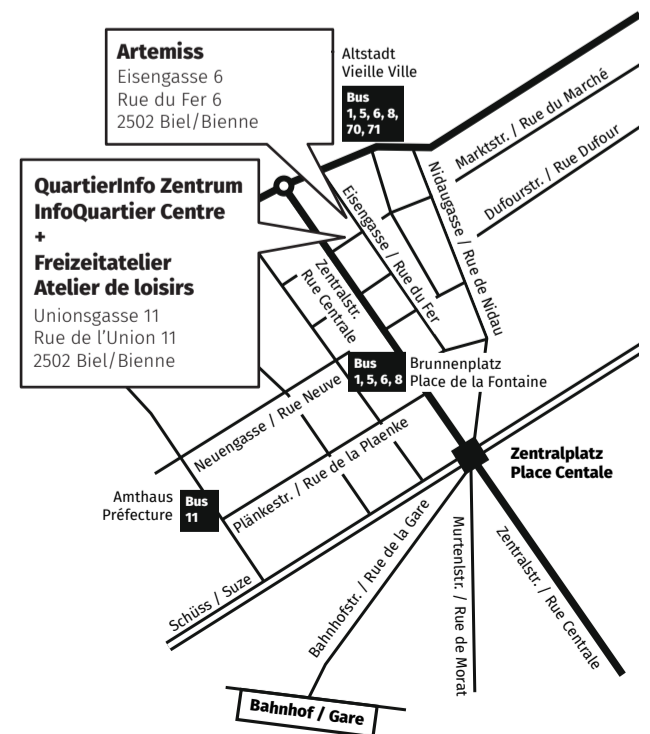 Artemiss
Eisengasse 6
Rue du Fer 6
2502 Biel/Bienne
Altstadt
Vieille Ville
Bus
1, 5, 6, 8,
70, 71
Marktstr. / Rue du Marché
Dufourstr. / Rue Dufour
Nidaugasse / Rue de Nidau
Eisengasse / Rue du Fer
QuartierInfo Zentrum
InfoQuartier Centre
+
Freizeitatelier
Atelier de loisirs
Unionsgasse 11
Rue de l’Union 11
2502 Biel/Bienne
Zentralstr.
Rue Centrale
Bus
1, 5, 6, 8
Brunnenplatz
Place de la Fontaine
Neuengasse / Rue Neuve
Plänkestr. / Rue de la Plaenke
Zentralplatz
Place Centale
Amthaus
Préfecture
Bus
11
Schüss / Suze
Bahnhofstr. / Rue de la Gare
Murtenlstr. / Rue de Morat
Zentralstr. / Rue Centrale
Bahnhof / Gare